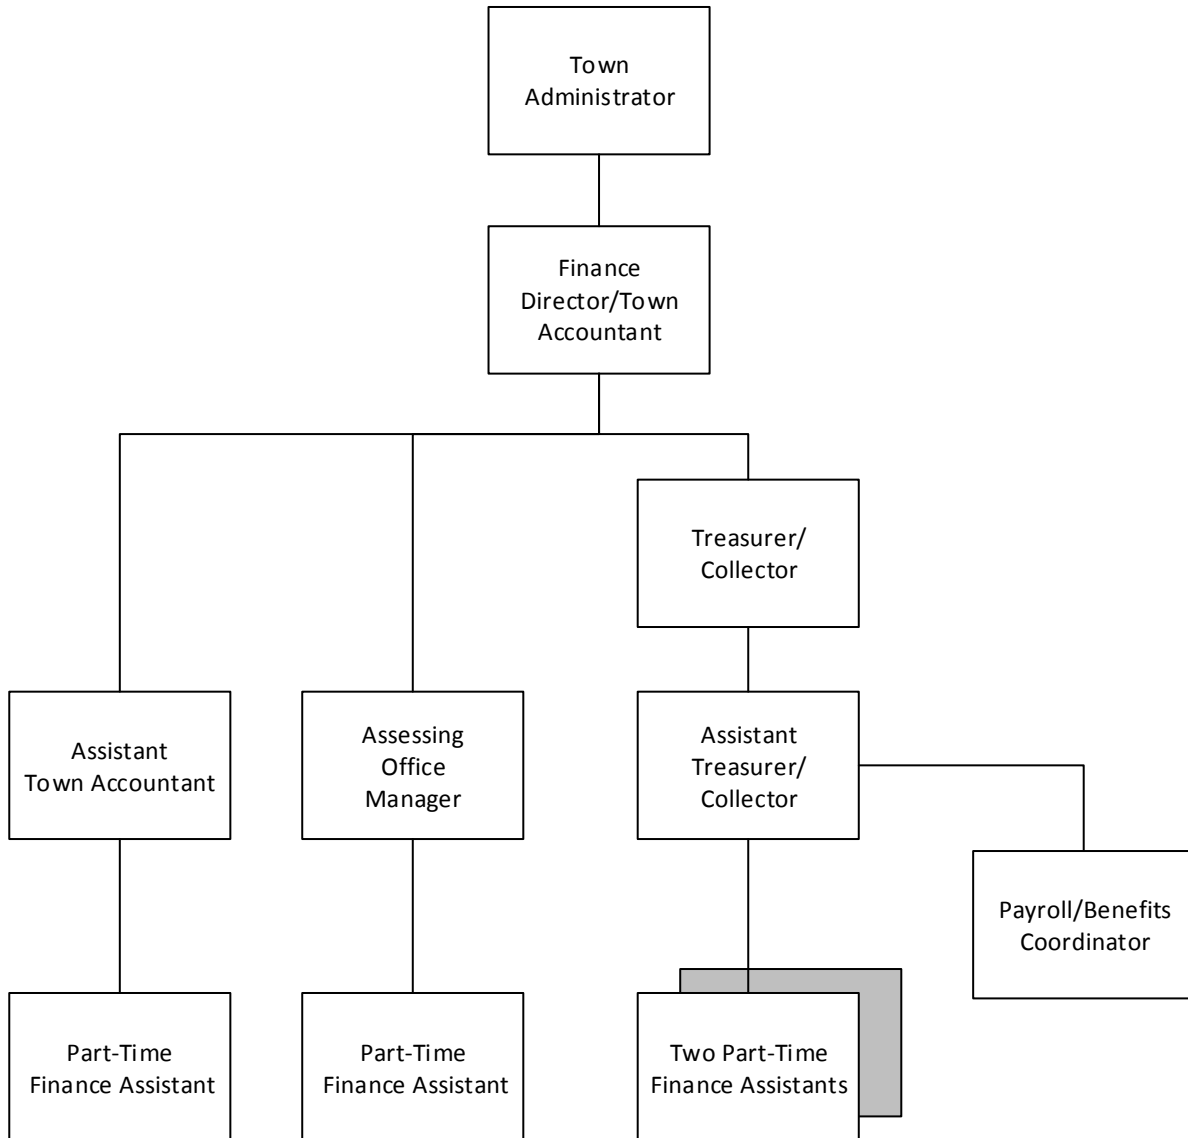 Town
Administrator
Finance
Director/Town
Accountant
Treasurer/
Collector
Assistant
Town Accountant
Assessing
Office
Manager
Assistant
Treasurer/
Collector
Payroll/Benefits
Coordinator
Part-Time
Finance Assistant
Part-Time
Finance Assistant
Two Part-Time
Finance Assistants